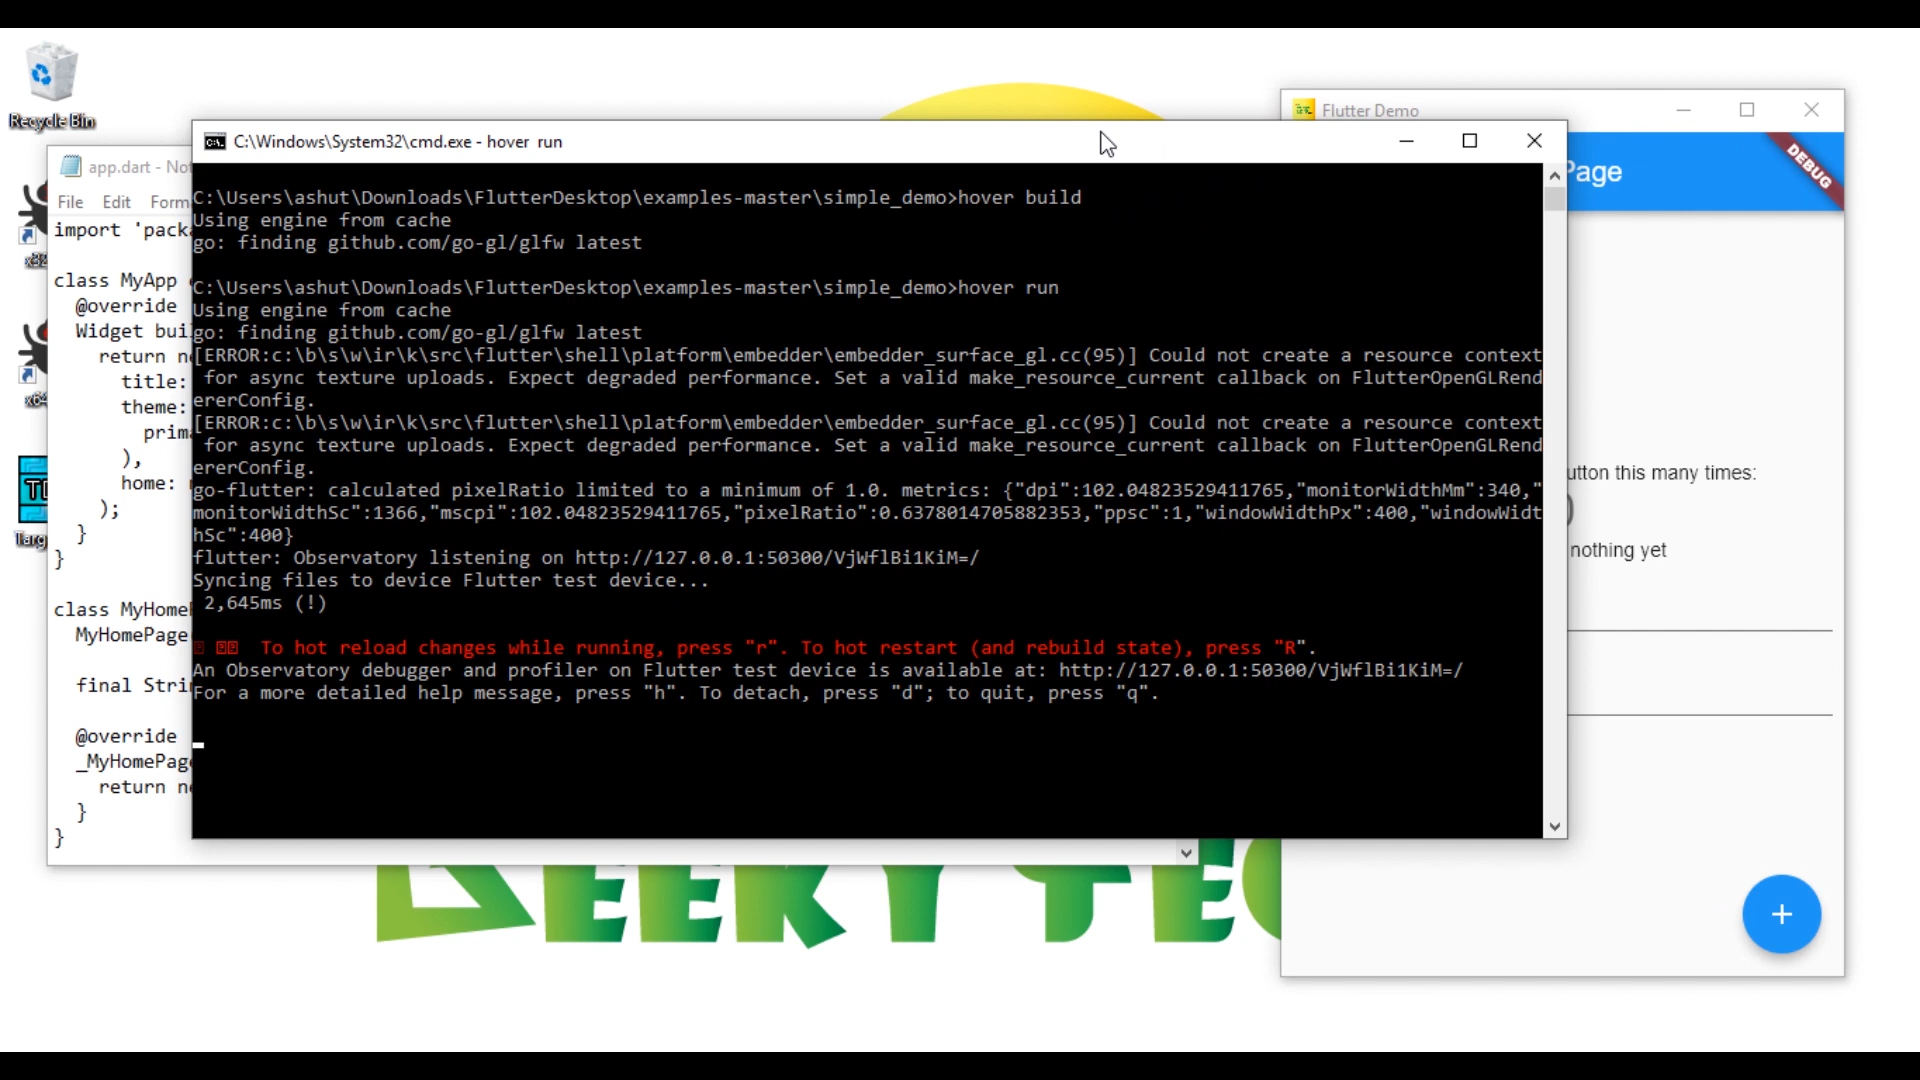 Recycle Bin
Flutter Demo
Page
DEBUG
utton this many times:
nothing yet
+
app.dart - Not
File Edit Form
import 'packa
class MyApp
@override
Widget buil
return ne
title:
theme:
prima
),
home:
);
}
}
class MyHomeP
MyHomePage
final Strin
@override
_MyHomePage
return ne
}
}
x64
Targ
C:\Windows\System32\cmd.exe - hover run
C:\Users\ashut\Downloads\FlutterDesktop\examples-master\simple_demo>hover build
Using engine from cache
go: finding github.com/go-gl/glfw latest
C:\Users\ashut\Downloads\FlutterDesktop\examples-master\simple_demo>hover run
Using engine from cache
go: finding github.com/go-gl/glfw latest
[ERROR:c:\b\s\w\ir\k\src\flutter\shell\platform\embedder\embedder_surface_gl.cc(95)] Could not create a resource context
for async texture uploads. Expect degraded performance. Set a valid make_resource_current callback on FlutterOpenGLRend
ererConfig.
[ERROR:c:\b\s\w\ir\k\src\flutter\shell\platform\embedder\embedder_surface_gl.cc(95)] Could not create a resource context
for async texture uploads. Expect degraded performance. Set a valid make_resource_current callback on FlutterOpenGLRend
ererConfig.
go-flutter: calculated pixelRatio limited to a minimum of 1.0. metrics: {"dpi":102.04823529411765,"monitorWidthMm":340,"
monitorWidthSc":1366,"mscpi":102.04823529411765,"pixelRatio":0.6378014705882353,"ppsc":1,"windowWidthPx":400,"windowWidt
hSc":400}
flutter: Observatory listening on http://127.0.0.1:50300/VjWflBi1KiM=/
Syncing files to device Flutter test device...
2,645ms (!)
To hot reload changes while running, press "r". To hot restart (and rebuild state), press "R".
An Observatory debugger and profiler on Flutter test device is available at: http://127.0.0.1:50300/VjWflBi1KiM=/
For a more detailed help message, press "h". To detach, press "d"; to quit, press "q".